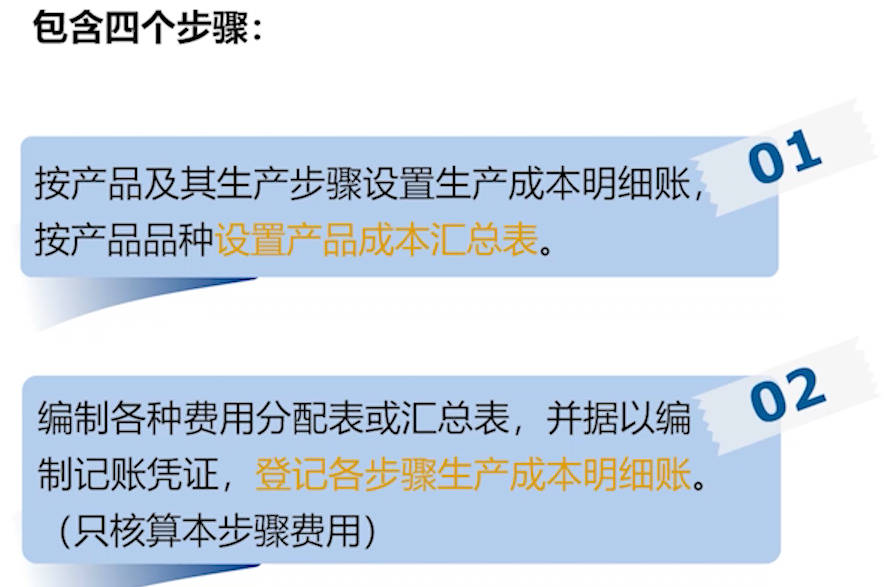 包含四个步骤：
01
按产品及其生产步骤设置生产成本明细账，
按产品品种设置产品成本汇总表。
02
编制各种费用分配表或汇总表，并据以编
制记账凭证，登记各步骤生产成本明细账。
（只核算本步骤费用）